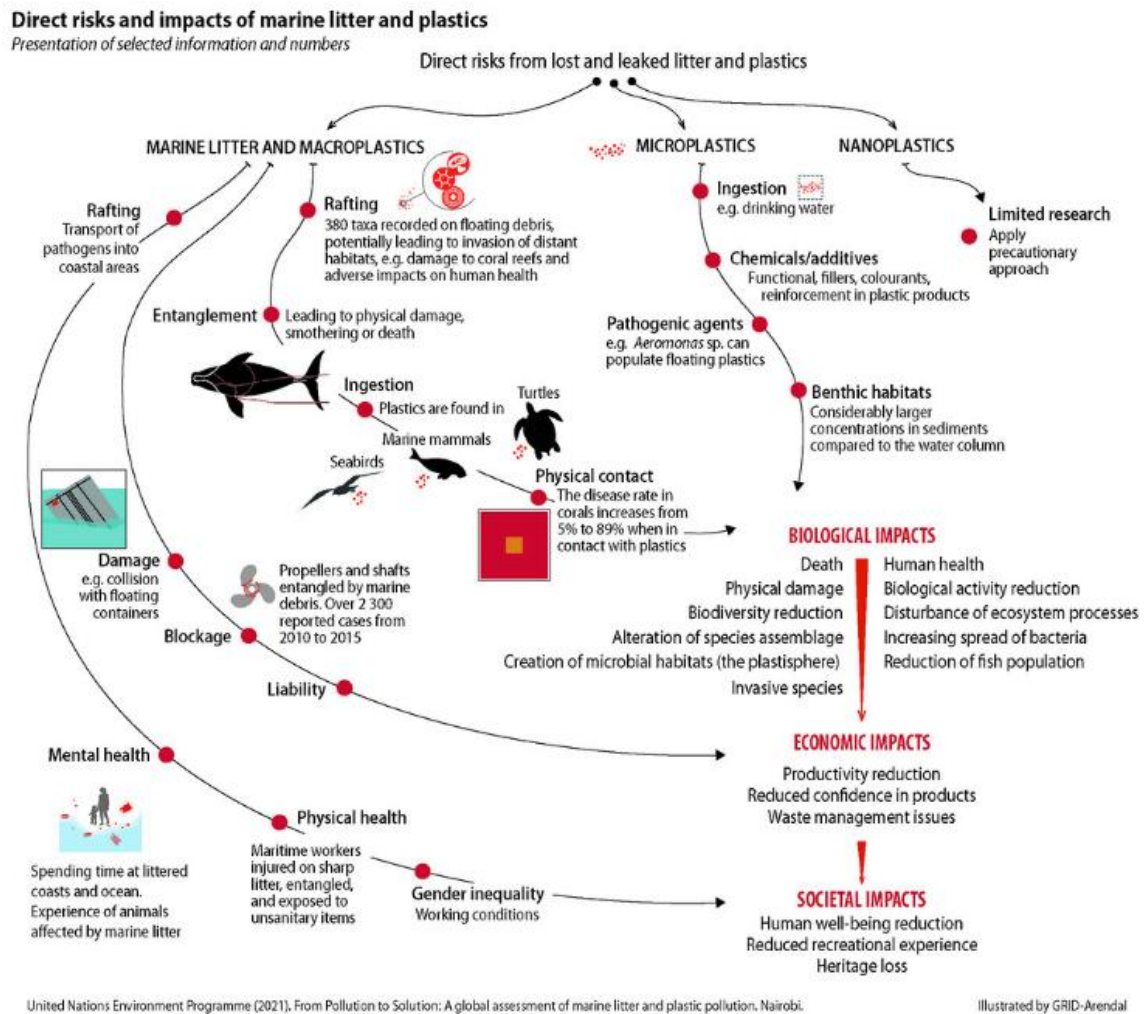 Direct risks and impacts of marine litter and plastics
Presentation of selected information and numbers
Direct risks from lost and leaked litter and plastics
MARINE LITTER AND MACROPLASTICS
MICROPLASTICS
NANOPLASTICS
Rafting
Transport of
pathogens into
coastal areas
Rafting
380 taxa recorded on floating debris,
potentially leading to invasion of distant
habitats, e.g. damage to coral reefs and
adverse impacts on human health
Entanglement
Leading to physical damage,
smothering or death
Ingestion
Plastics are found in
Turtles
Marine mammals
Seabirds
Physical contact
The disease rate in
corals increases from
5% to 89% when in
contact with plastics
Ingestion
e.g. drinking water
Chemicals/additives
Functional, fillers, colourants,
reinforcement in plastic products
Pathogenic agents
e.g. Aeromonas sp. can
populate floating plastics
Benthic habitats
Considerably larger
concentrations in sediments
compared to the water column
Limited research
Apply
precautionary
approach
Damage
e.g. collision
with floating
containers
Propellers and shafts
entangled by marine
debris. Over 2 300
reported cases from
2010 to 2015
Blockage
Liability
Mental health
Spending time at littered
coasts and ocean.
Experience of animals
affected by marine litter
Physical health
Maritime workers
injured on sharp
litter, entangled,
and exposed to
unsanitary items
Gender inequality
Working conditions
BIOLOGICAL IMPACTS
Death
Physical damage
Biodiversity reduction
Alteration of species assemblage
Creation of microbial habitats (the plastisphere)
Invasive species
Human health
Biological activity reduction
Disturbance of ecosystem processes
Increasing spread of bacteria
Reduction of fish population
ECONOMIC IMPACTS
Productivity reduction
Reduced confidence in products
Waste management issues
SOCIETAL IMPACTS
Human well-being reduction
Reduced recreational experience
Heritage loss
United Nations Environment Programme (2021). From Pollution to Solution: A global assessment of marine litter and plastic pollution. Nairobi.
Illustrated by GRID-Arendal